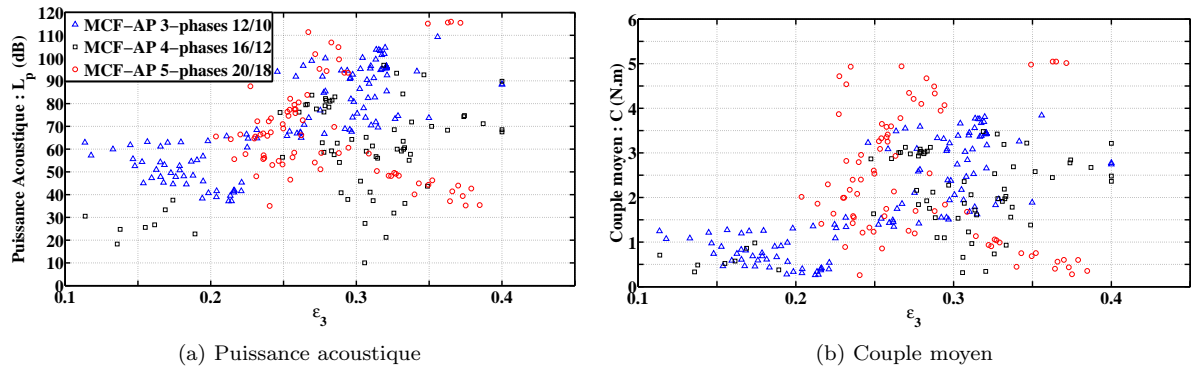 120
110
100
90
80
70
60
50
40
30
20
10
0
Puissance Acoustique : L_p (dB)
MCF−AP 3−phases 12/10
MCF−AP 4−phases 16/12
MCF−AP 5−phases 20/18
0.1 0.2 0.3 0.4
ε_3
(a) Puissance acoustique
6
5
4
3
2
1
0
Couple moyen : C (N.m)
0.1 0.2 0.3 0.4
ε_3
(b) Couple moyen